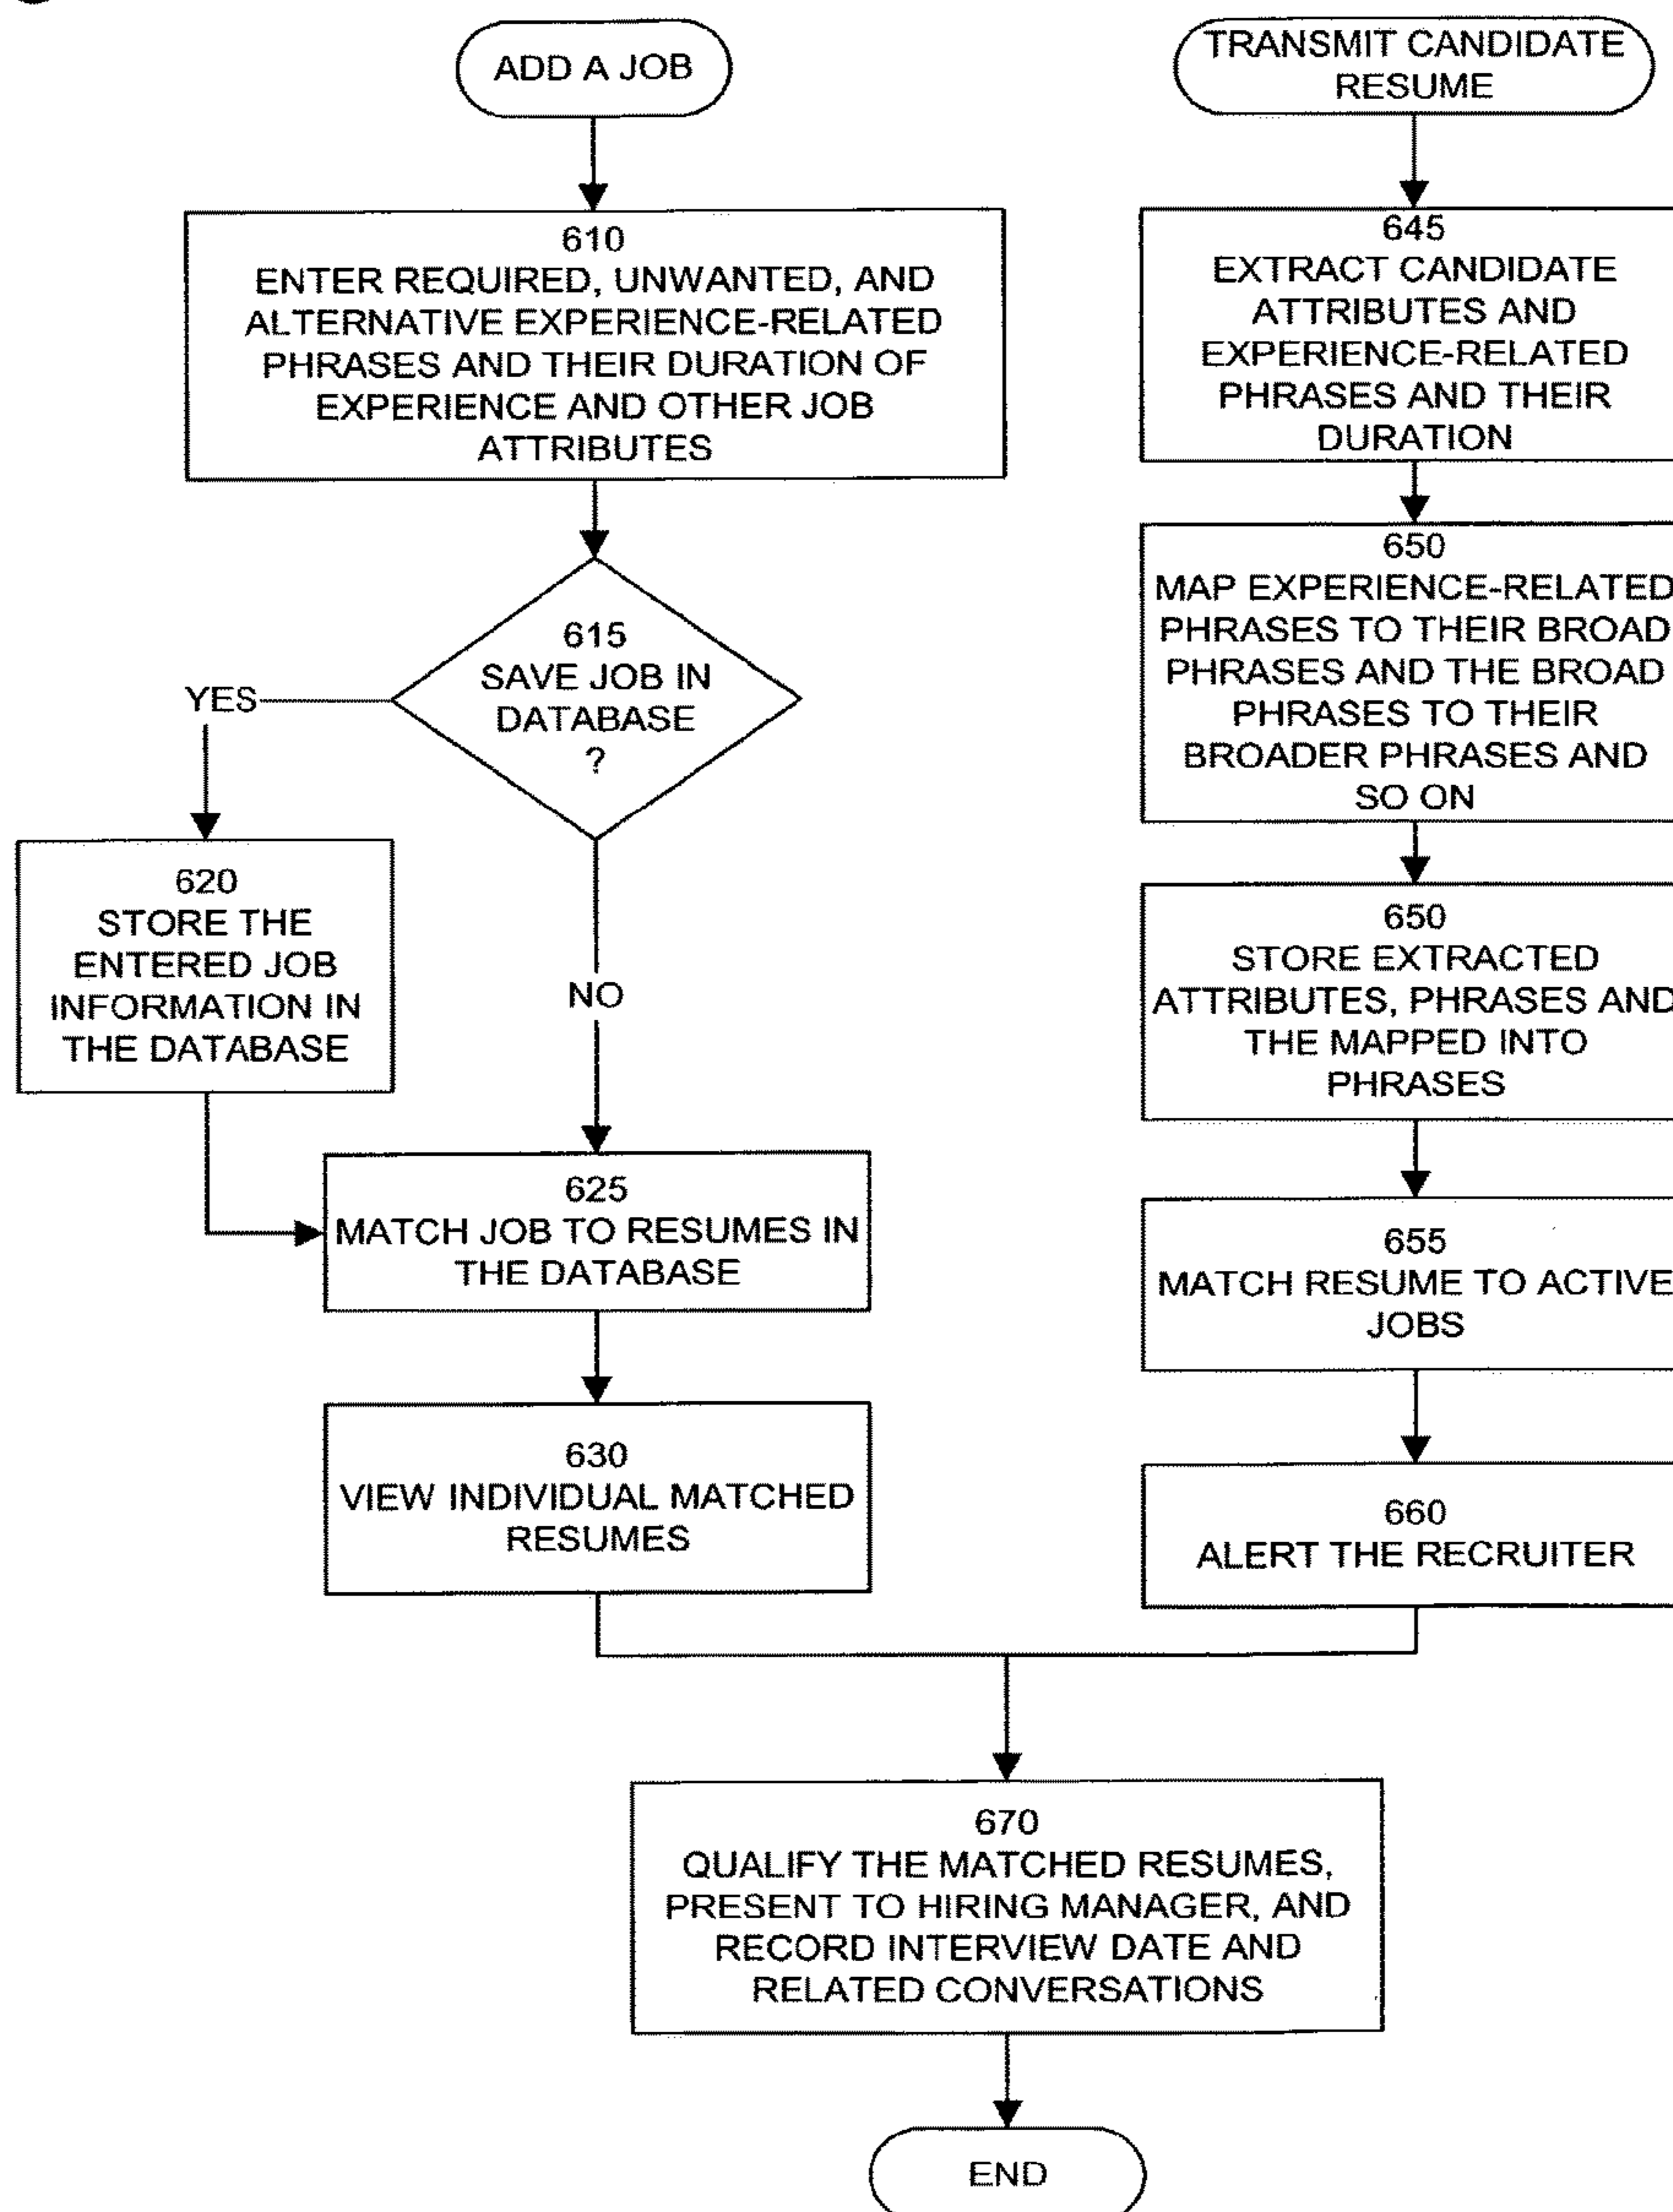 ADD A JOB
610
ENTER REQUIRED, UNWANTED, AND
ALTERNATIVE EXPERIENCE-RELATED
PHRASES AND THEIR DURATION OF
EXPERIENCE AND OTHER JOB
ATTRIBUTES
615
SAVE JOB IN
DATABASE
?
YES
620
STORE THE
ENTERED JOB
INFORMATION IN
THE DATABASE
NO
625
MATCH JOB TO RESUMES IN
THE DATABASE
630
VIEW INDIVIDUAL MATCHED
RESUMES
TRANSMIT CANDIDATE
RESUME
645
EXTRACT CANDIDATE
ATTRIBUTES AND
EXPERIENCE-RELATED
PHRASES AND THEIR
DURATION
650
MAP EXPERIENCE-RELATED
PHRASES TO THEIR BROAD
PHRASES AND THE BROAD
PHRASES TO THEIR
BROADER PHRASES AND
SO ON
650
STORE EXTRACTED
ATTRIBUTES, PHRASES AND
THE MAPPED INTO
PHRASES
655
MATCH RESUME TO ACTIVE
JOBS
660
ALERT THE RECRUITER
670
QUALIFY THE MATCHED RESUMES,
PRESENT TO HIRING MANAGER, AND
RECORD INTERVIEW DATE AND
RELATED CONVERSATIONS
END